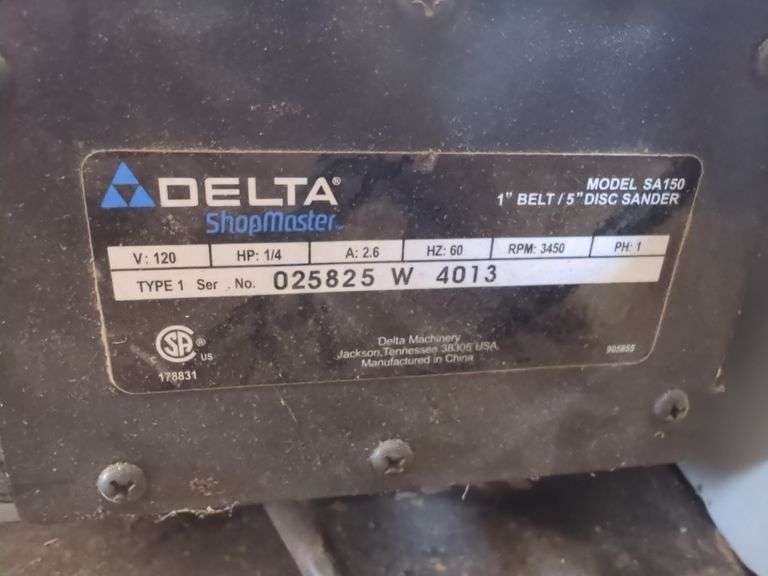 DELTA®
ShopMaster
MODEL SA150
1" BELT / 5" DISC SANDER
V: 120 HP: 1/4 A: 2.6 HZ: 60 RPM: 3450 PH: 1
TYPE 1 Ser. No. 025825 W 4013
SA ® US
178831
Delta Machinery
Jackson, Tennessee 38305 USA
Manufactured in China
905855